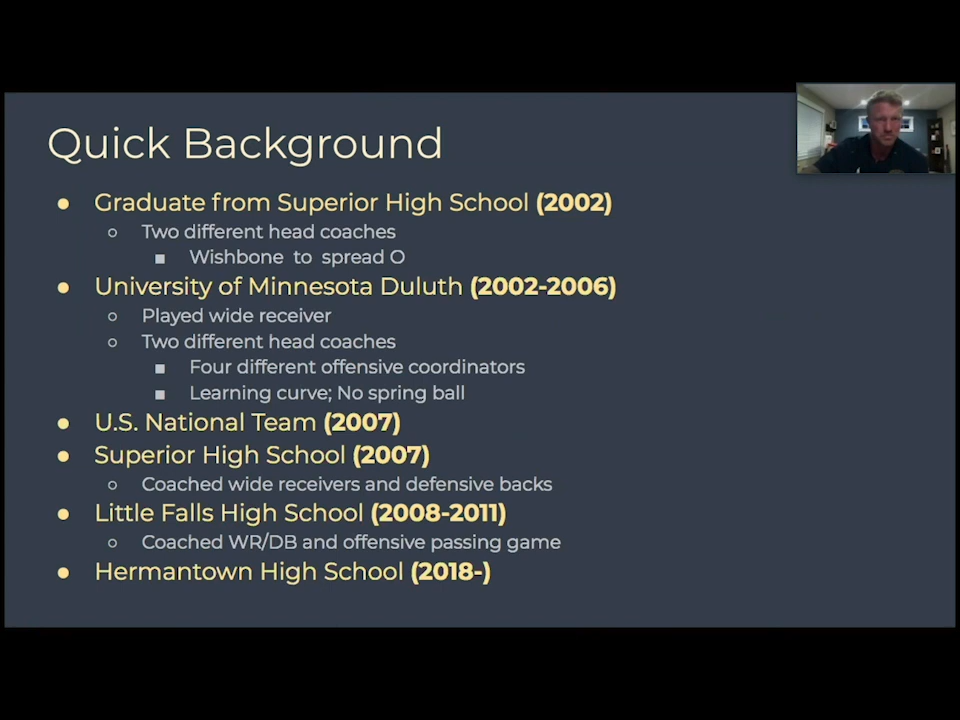 Quick Background
● Graduate from Superior High School (2002)
○ Two different head coaches
■ Wishbone to spread O
● University of Minnesota Duluth (2002-2006)
○ Played wide receiver
○ Two different head coaches
■ Four different offensive coordinators
■ Learning curve; No spring ball
● U.S. National Team (2007)
● Superior High School (2007)
○ Coached wide receivers and defensive backs
● Little Falls High School (2008-2011)
○ Coached WR/DB and offensive passing game
● Hermantown High School (2018-)